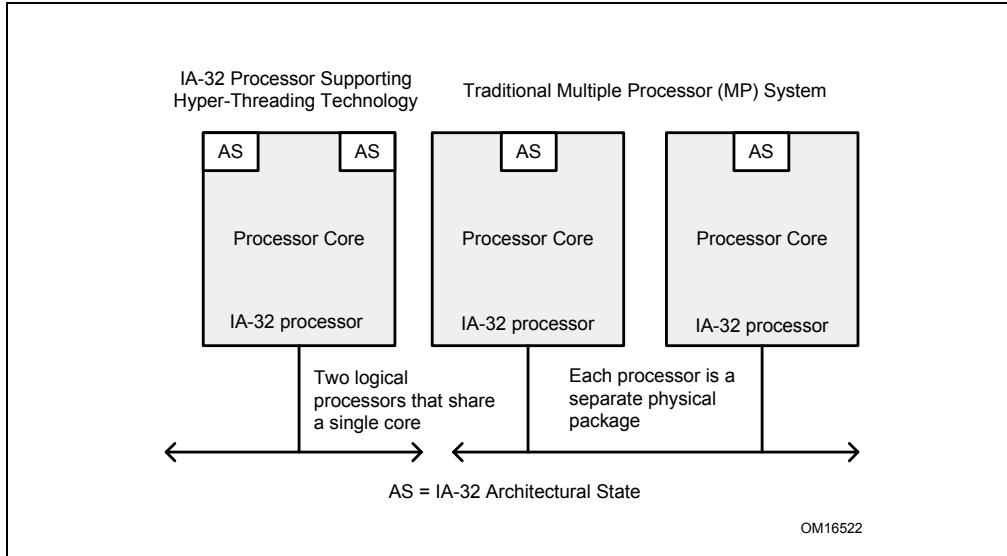 IA-32 Processor Supporting
Hyper-Threading Technology
Traditional Multiple Processor (MP) System
AS
AS
AS
AS
Processor Core
Processor Core
Processor Core
IA-32 processor
IA-32 processor
IA-32 processor
Two logical
processors that share
a single core
Each processor is a
separate physical
package
AS = IA-32 Architectural State
OM16522